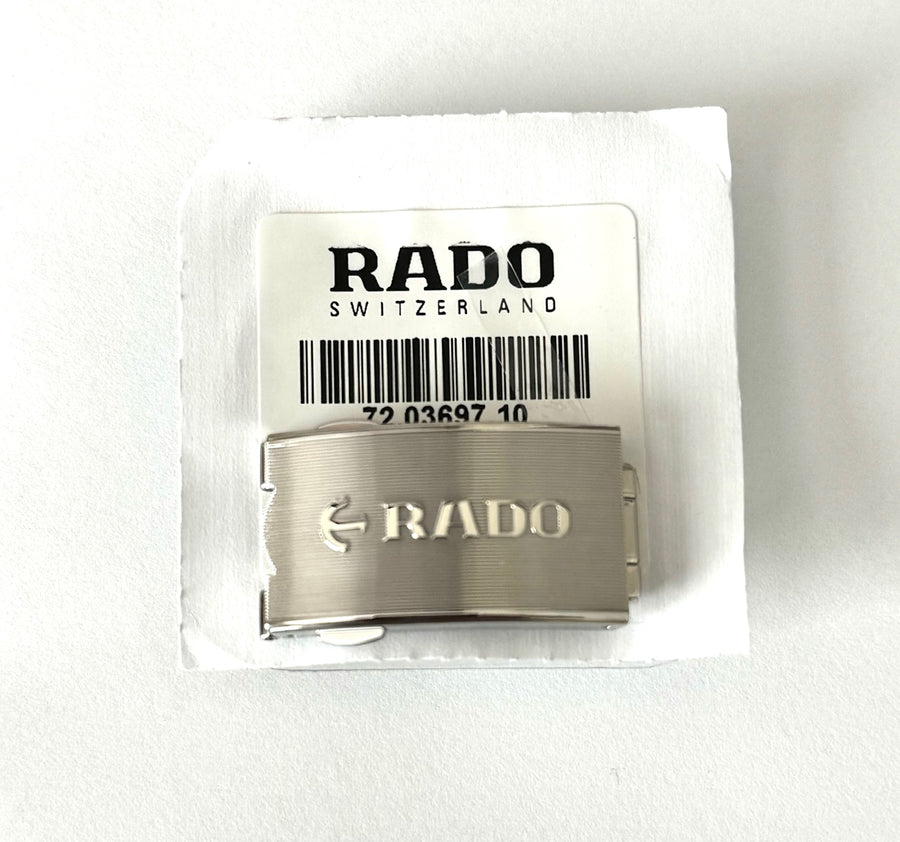 RADO
SWITZERLAND
72 03697 10
RADO